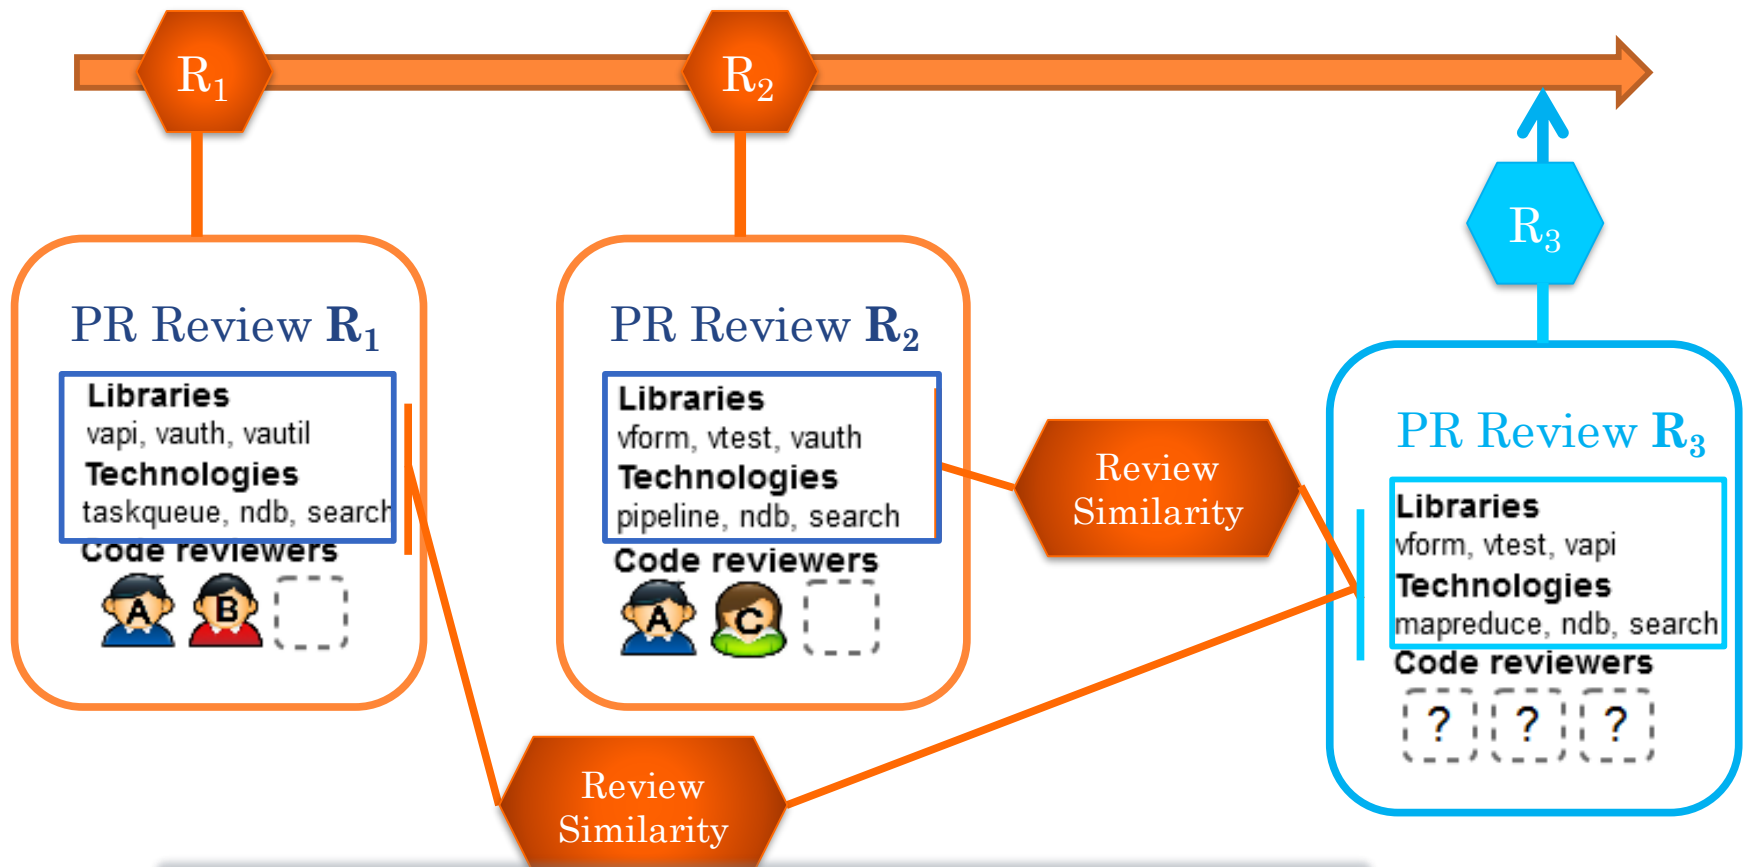 R1
R2
R3
PR Review R1
Libraries
vapi, vauth, vautil
Technologies
taskqueue, ndb, search
Code reviewers
A
B
PR Review R2
Libraries
vform, vtest, vauth
Technologies
pipeline, ndb, search
Code reviewers
A
C
Review
Similarity
Review
Similarity
PR Review R3
Libraries
vform, vtest, vapi
Technologies
mapreduce, ndb, search
Code reviewers
? ? ?